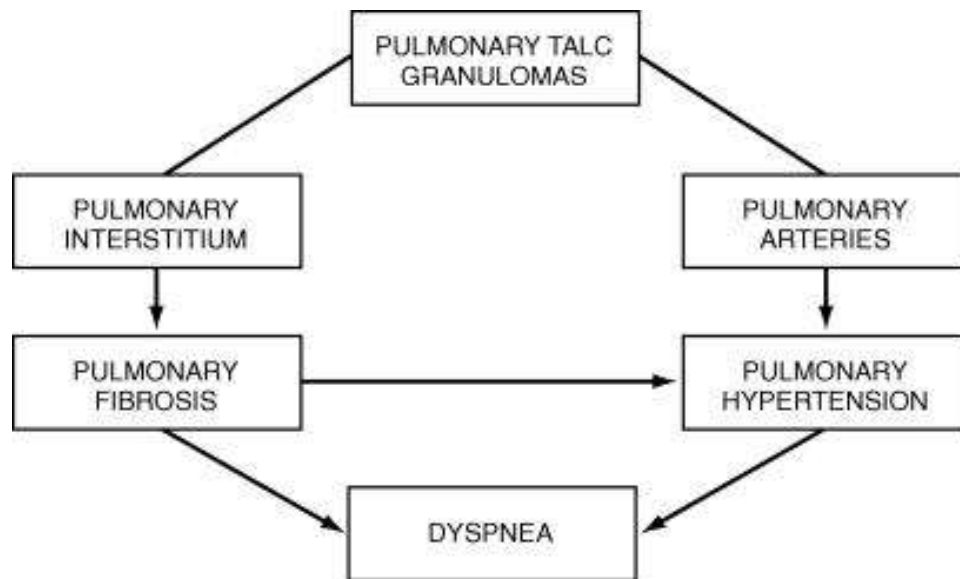 PULMONARY TALC
GRANULOMAS
PULMONARY
INTERSTITIUM
PULMONARY
ARTERIES
PULMONARY
FIBROSIS
PULMONARY
HYPERTENSION
DYSPNEA